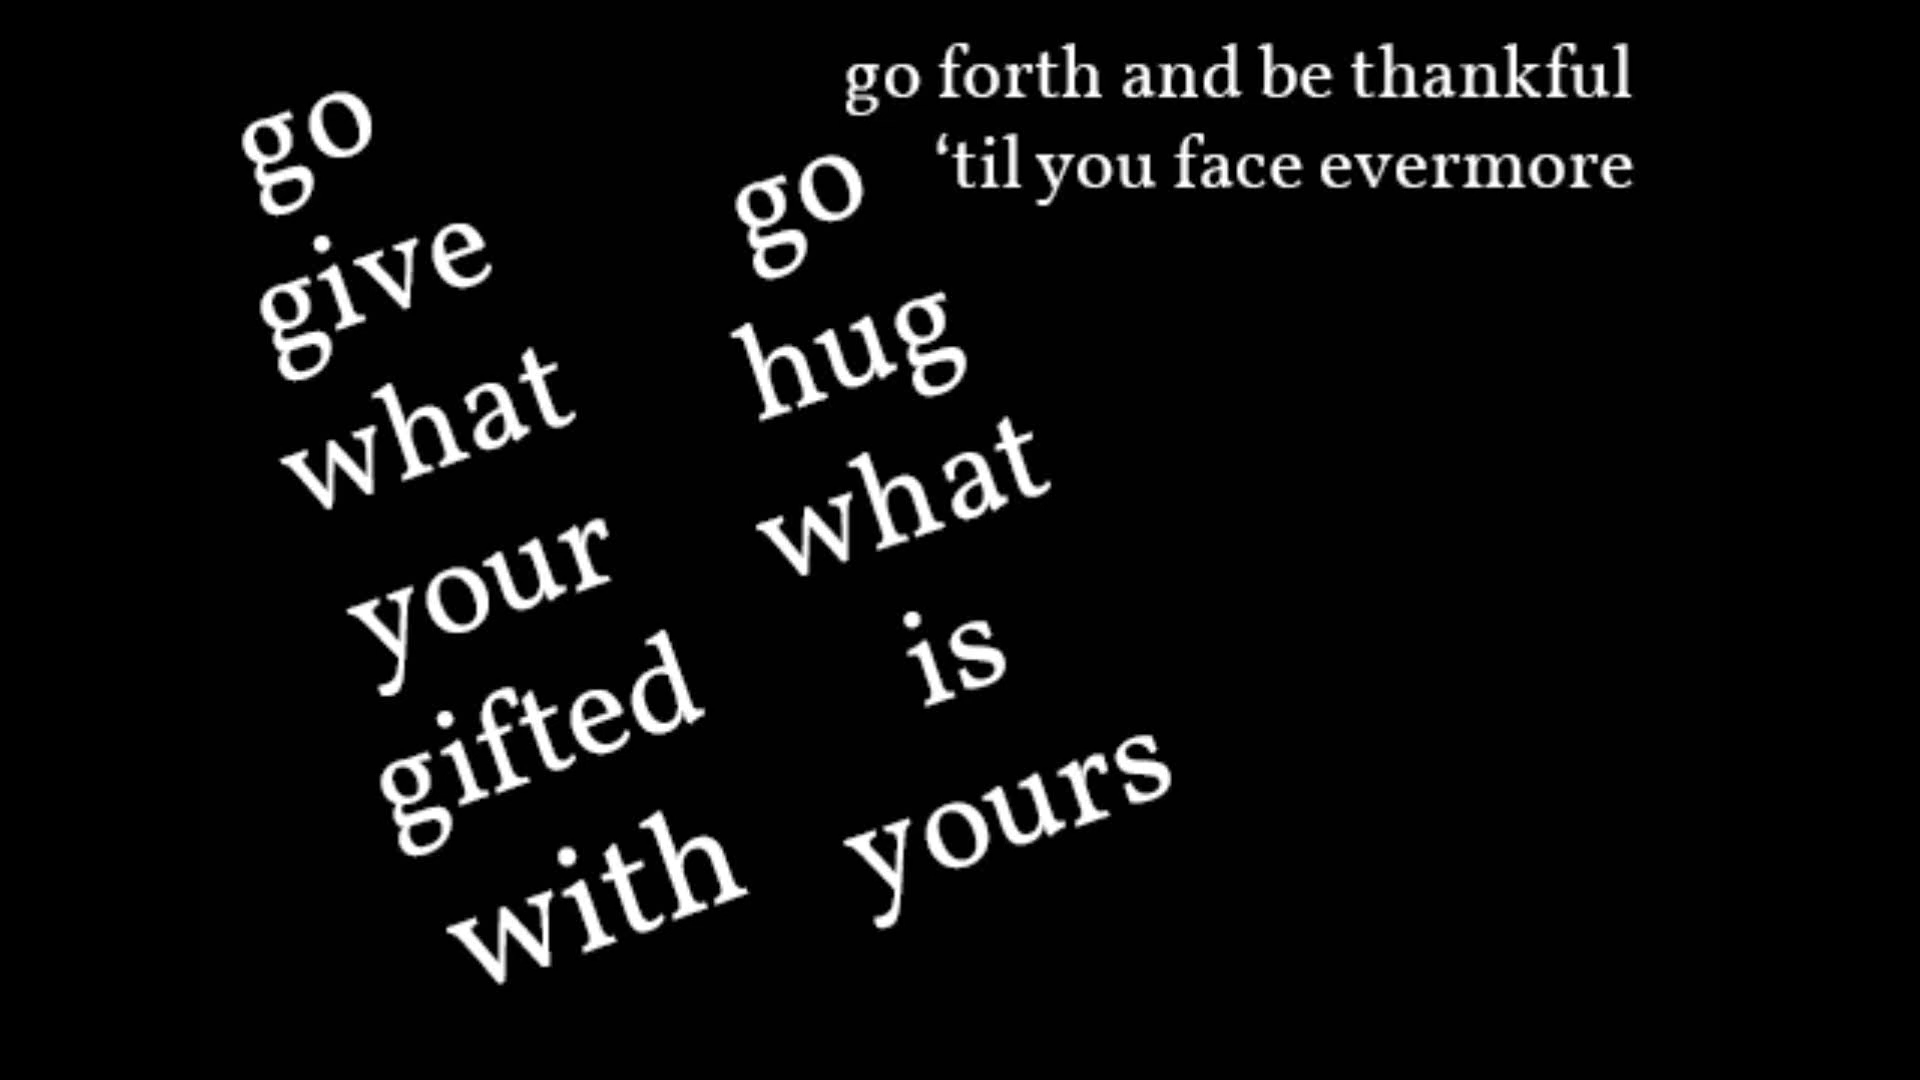 go
give
what
your
gifted
with
go
hug
what
is
yours
go forth and be thankful
‘til you face evermore